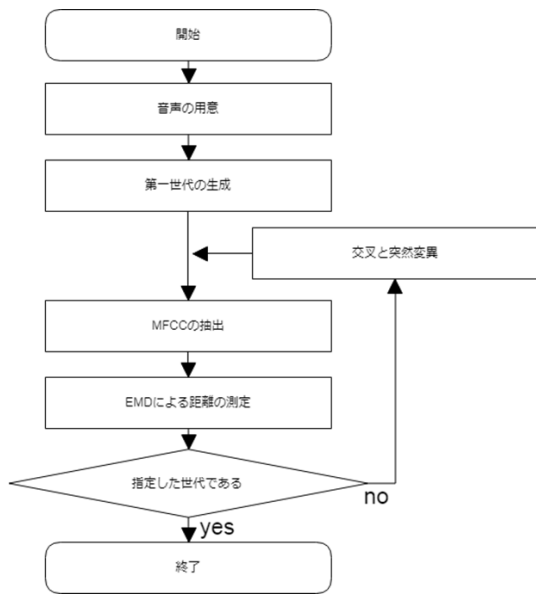 開始
音声の用意
第一世代の生成
交叉と突然変異
MFCCの抽出
EMDによる距離の測定
指定した世代である
no
yes
終了